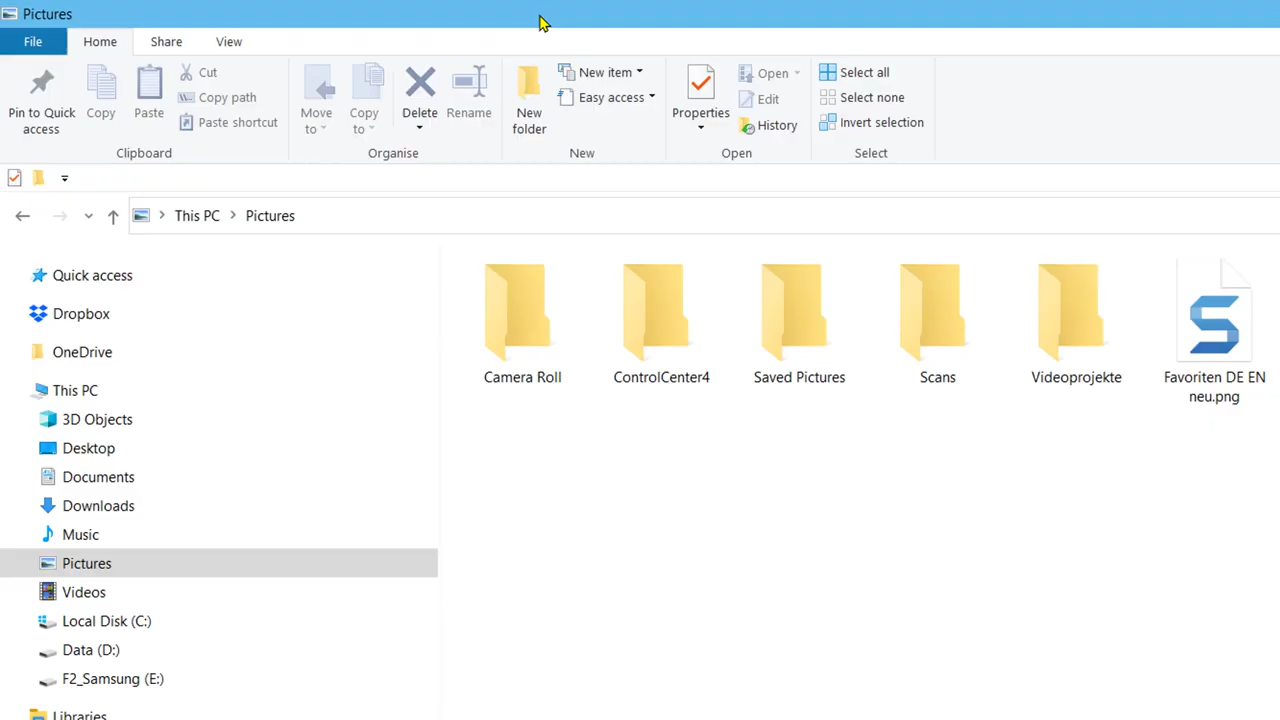 Pictures
File Home Share View
Pin to Quick access
Copy
Paste
Cut
Copy path
Paste shortcut
Clipboard
Move to
Copy to
Delete
Rename
Organise
New folder
New item
Easy access
New
Properties
Open
Edit
History
Open
Select all
Select none
Invert selection
Select
This PC > Pictures
Quick access
Dropbox
OneDrive
This PC
3D Objects
Desktop
Documents
Downloads
Music
Pictures
Videos
Local Disk (C:)
Data (D:)
F2_Samsung (E:)
Libraries
Camera Roll
ControlCenter4
Saved Pictures
Scans
Videoprojekte
S
Favoriten DE EN
neu.png